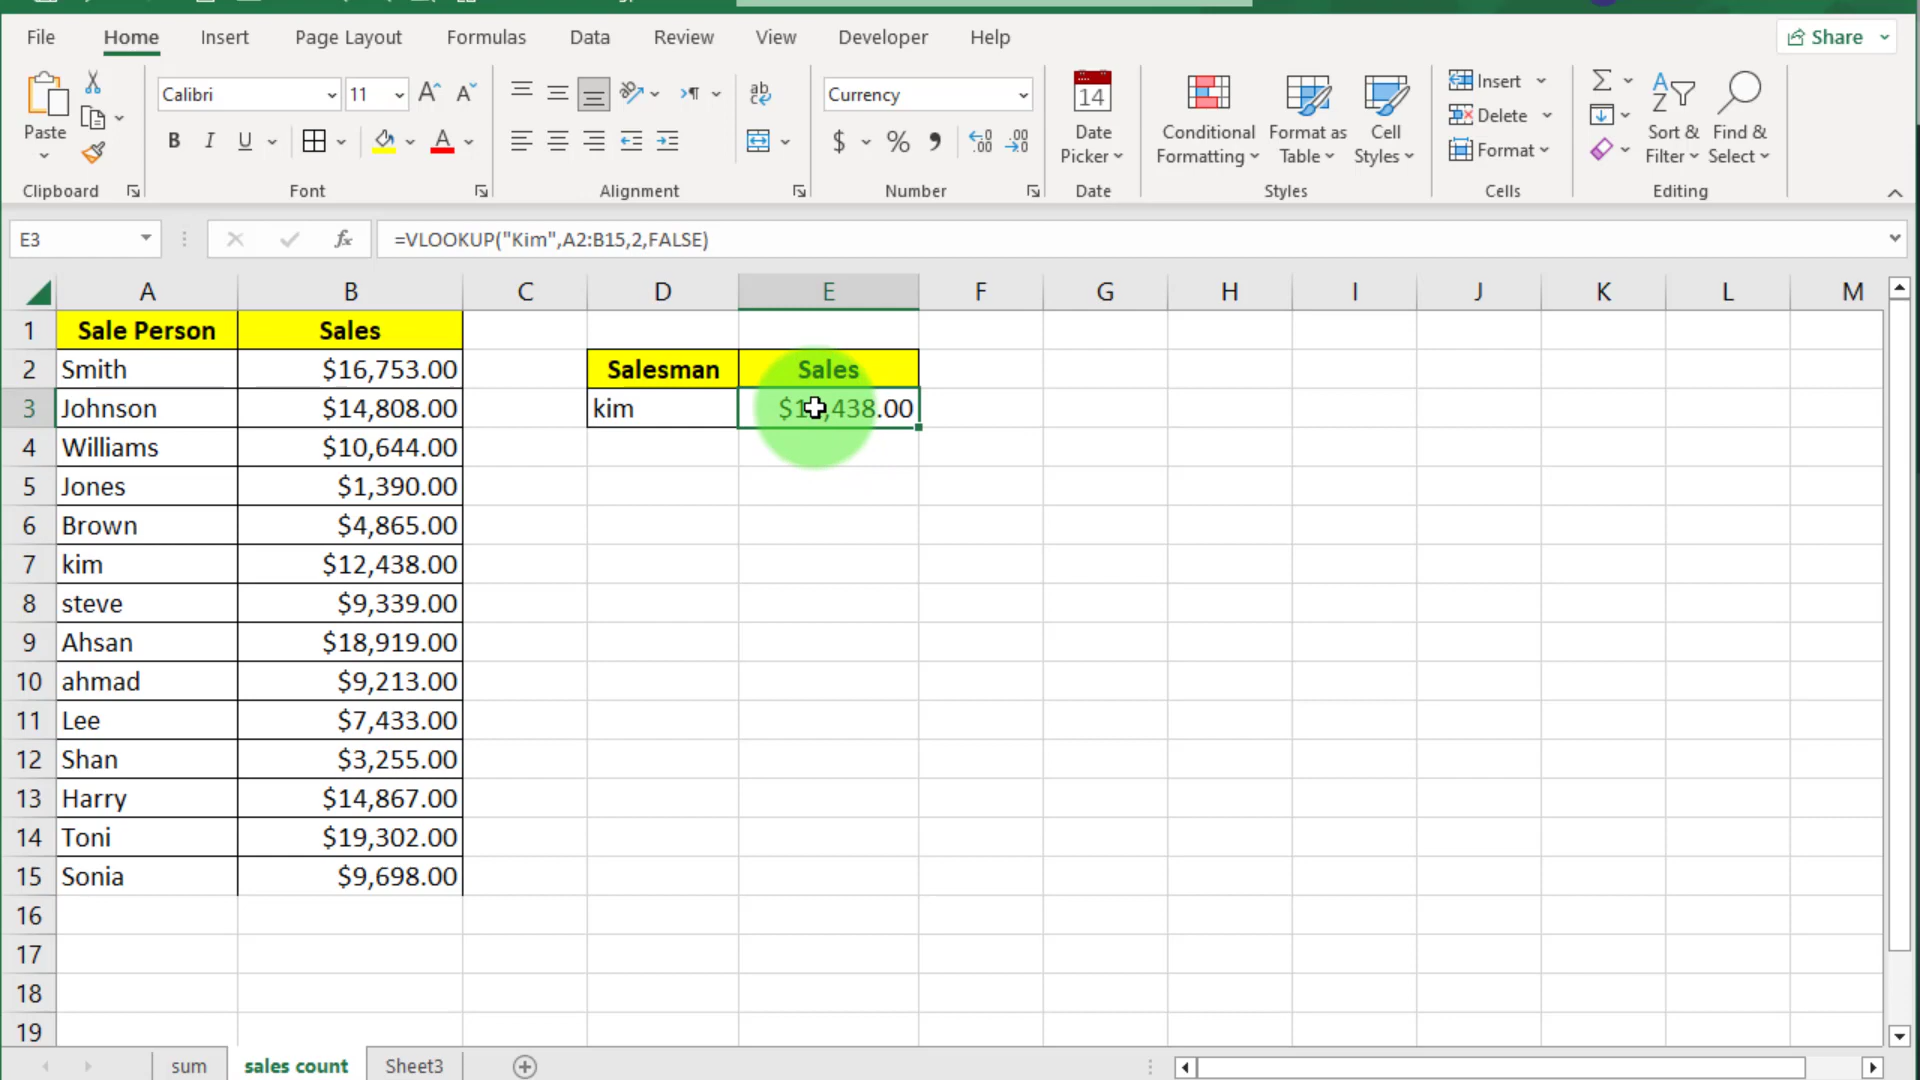 File Home Insert Page Layout Formulas Data Review View Developer Help Share
Calibri 11 Currency 14 Insert
Paste Date Conditional Format as Cell Delete Sort & Find &
B I U A $ % Picker Formatting Table Styles Format Filter Select
Clipboard Font Alignment Number Date Styles Cells Editing
E3 fx =VLOOKUP("Kim",A2:B15,2,FALSE)
A B C D E F G H I J K L M
1 Sale Person Sales
2 Smith $16,753.00 Salesman Sales
3 Johnson $14,808.00 kim
4 Williams $10,644.00
5 Jones $1,390.00
6 Brown $4,865.00
7 kim $12,438.00
8 steve $9,339.00
9 Ahsan $18,919.00
10 ahmad $9,213.00
11 Lee $7,433.00
12 Shan $3,255.00
13 Harry $14,867.00
14 Toni $19,302.00
15 Sonia $9,698.00
16
17
18
19
sum sales count Sheet3